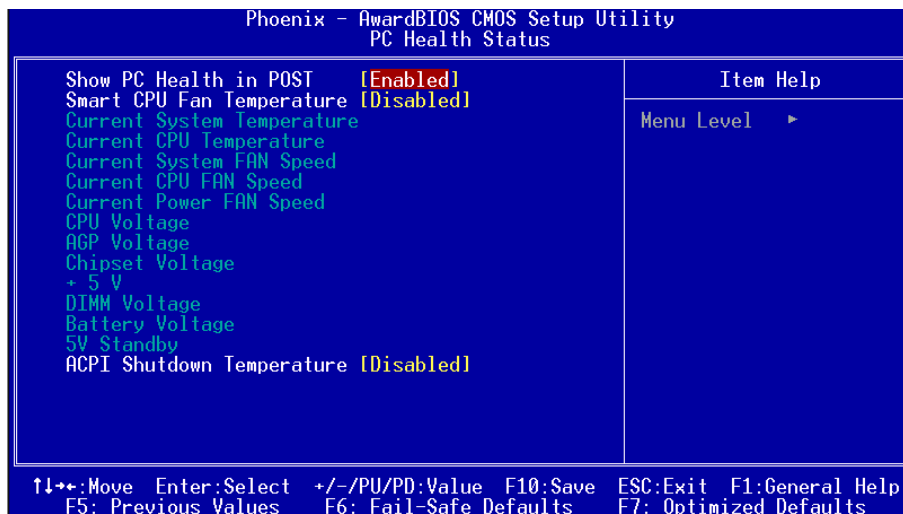 Phoenix - AwardBIOS CMOS Setup Utility
PC Health Status
Show PC Health in POST [Enabled]
Smart CPU Fan Temperature [Disabled]
Current System Temperature
Current CPU Temperature
Current System FAN Speed
Current CPU FAN Speed
Current Power FAN Speed
CPU Voltage
AGP Voltage
Chipset Voltage
+ 5 V
DIMM Voltage
Battery Voltage
5V Standby
ACPI Shutdown Temperature [Disabled]
Item Help
Menu Level ►
↑↓→←:Move Enter:Select +/-/PU/PD:Value F10:Save ESC:Exit F1:General Help
F5: Previous Values F6: Fail-Safe Defaults F7: Optimized Defaults